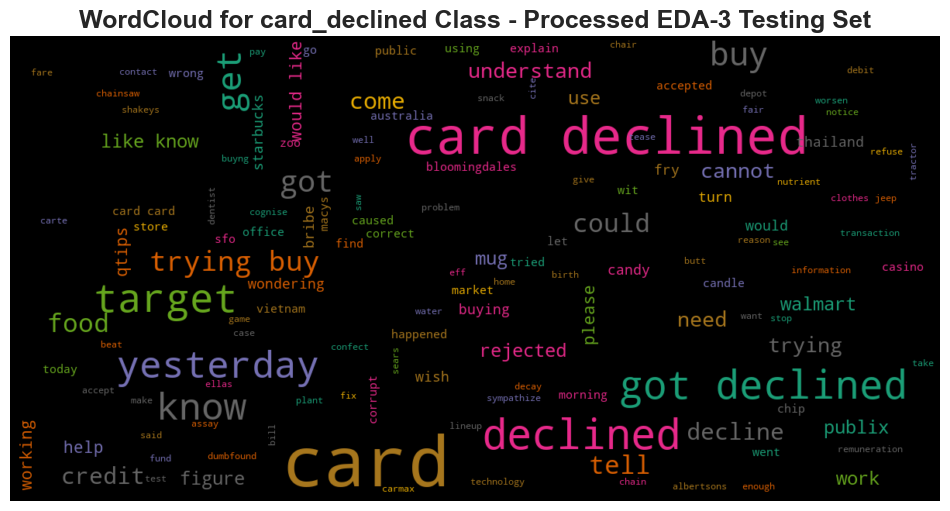 WordCloud for card_declined Class - Processed EDA-3 Testing Set
fare
chainsaw
contact
wrong
shakeys
like know
get
pay
buyng
starbucks
would like
go
zoo
public
using
explain
chair
understand
come
use
cite
snack
australia
well
apply
card declined
cease
bloomingdales
buy
debit
accepted
depot
worsen
fair
notice
thailand
refuse
tractor
fry
cannot
nutrient
give
wit
turn
clothes
jeep
carte
card card
store
qtips
dentist
cognise
office
sfo
got
bribe
macys
saw
caused
correct
find
problem
could
let
would
reason
see
transaction
trying buy
wondering
target
food
vietnam
game
case
mug
tried
eff
home
birth
market
water
buying
candy
please
butt
candle
information
casino
walmart
want
stop
need
trying
take
beat
today
yesterday
ellas
accept
make
know
assay
said
bill
plant
confect
fix
happened
sears
wish
corrupt
rejected
decay
sympathize
morning
got declined
chip
lineup
declined
decline
went
publix
remuneration
working
help
fund
dumbfound
credit
test
figure
card
carmax
technology
tell
chain
albertsons
enough
work